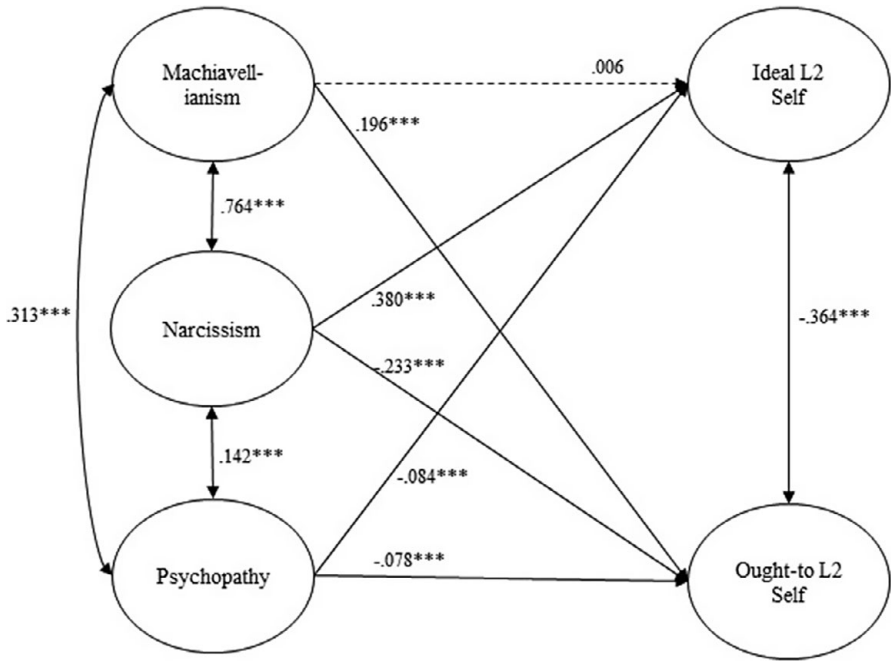 Machiavell-
ianism
.006
Ideal L2
Self
.196***
.764***
.380***
.313***
Narcissism
-.364***
-.233***
.142***
-.084***
-.078***
Psychopathy
Ought-to L2
Self